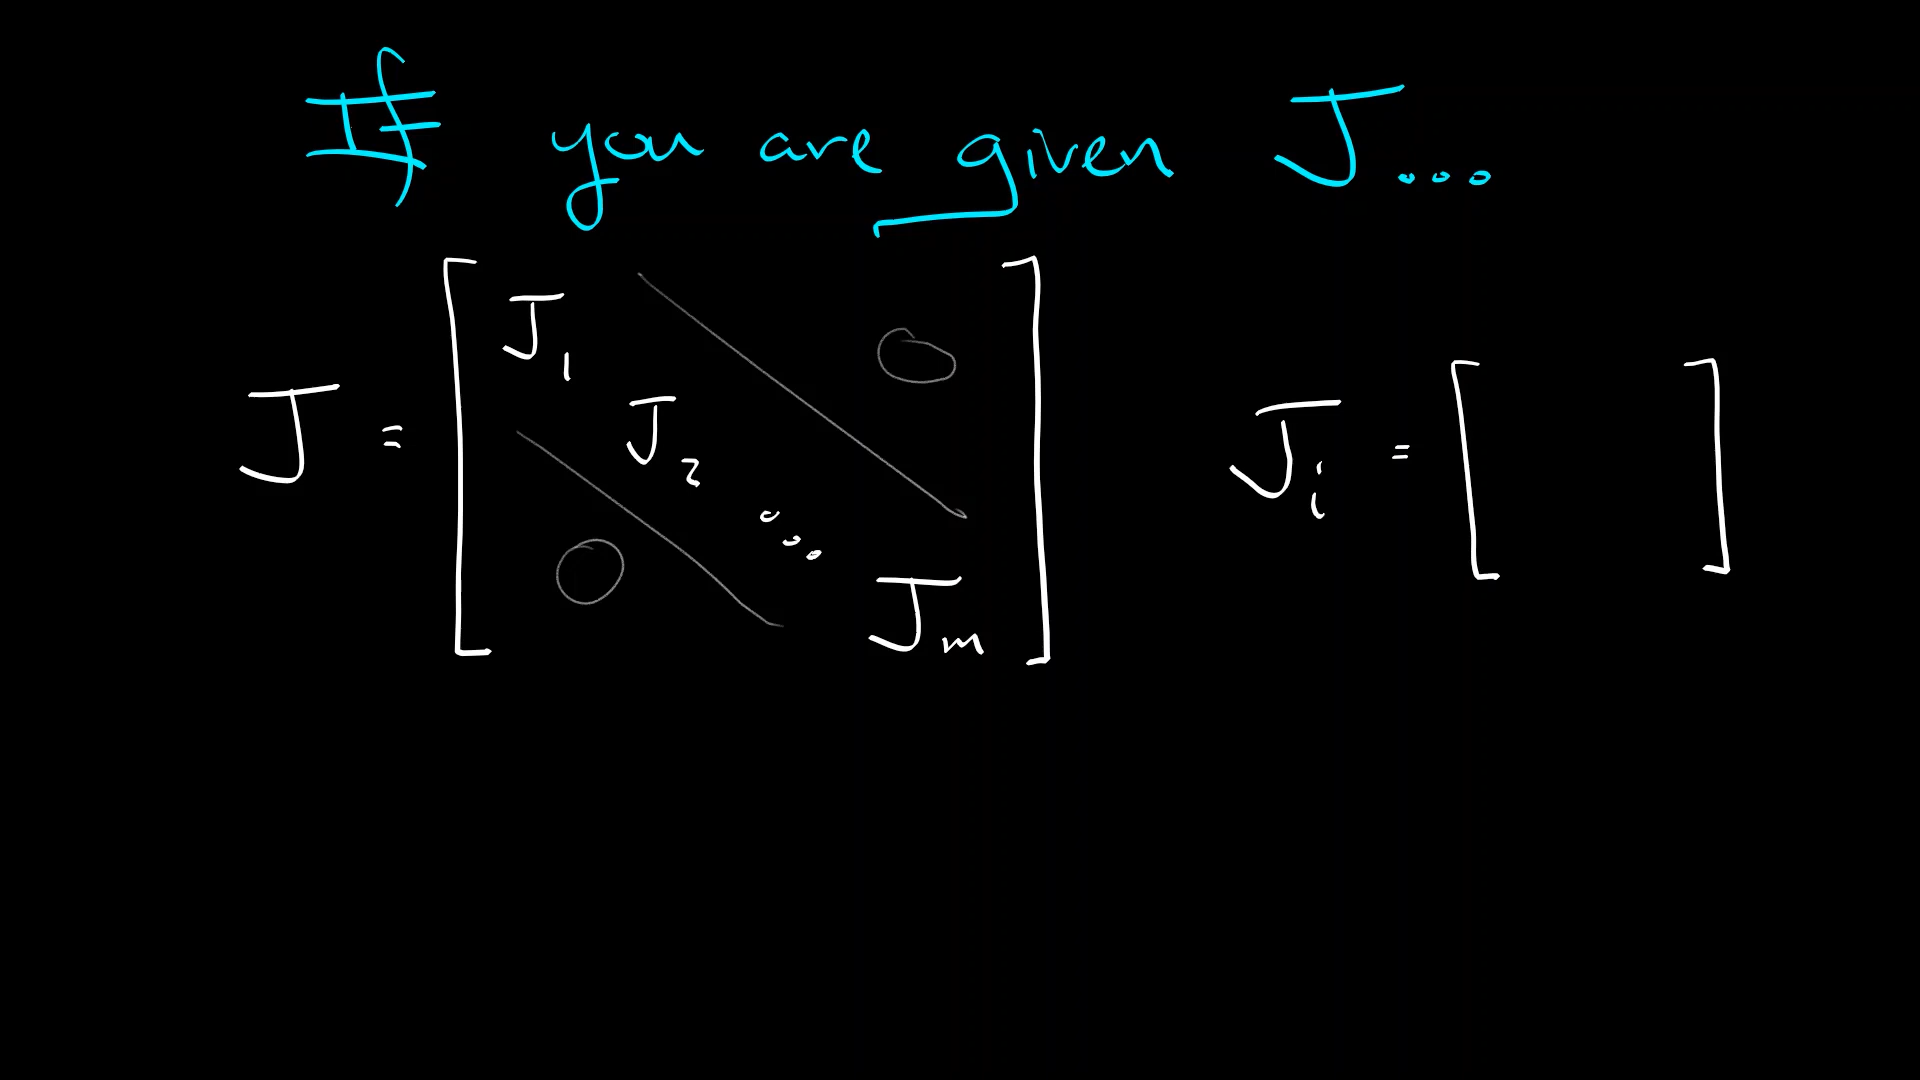 If you are given J...
J = [ J₁ J₂ ... Jₘ 0 0 ]
Jᵢ = [ ]